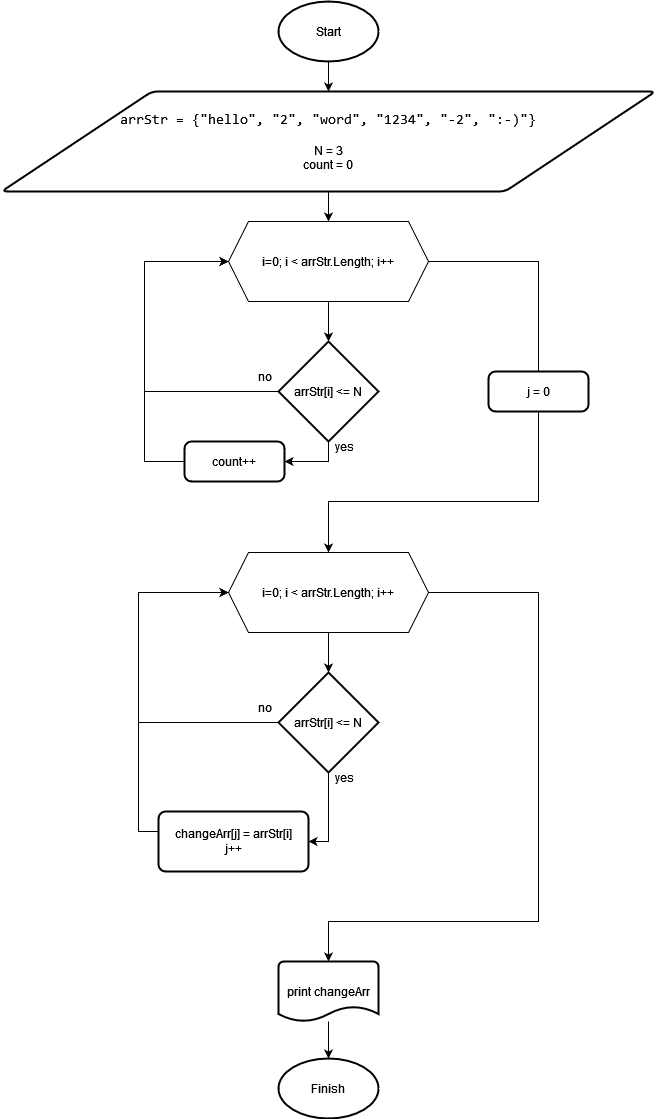 Start
arrStr = {"hello", "2", "word", "1234", "-2", ":-)"}
N = 3
count = 0
i=0; i < arrStr.Length; i++
no
arrStr[i] <= N
j = 0
yes
count++
i=0; i < arrStr.Length; i++
no
arrStr[i] <= N
yes
changeArr[j] = arrStr[i]
j++
print changeArr
Finish